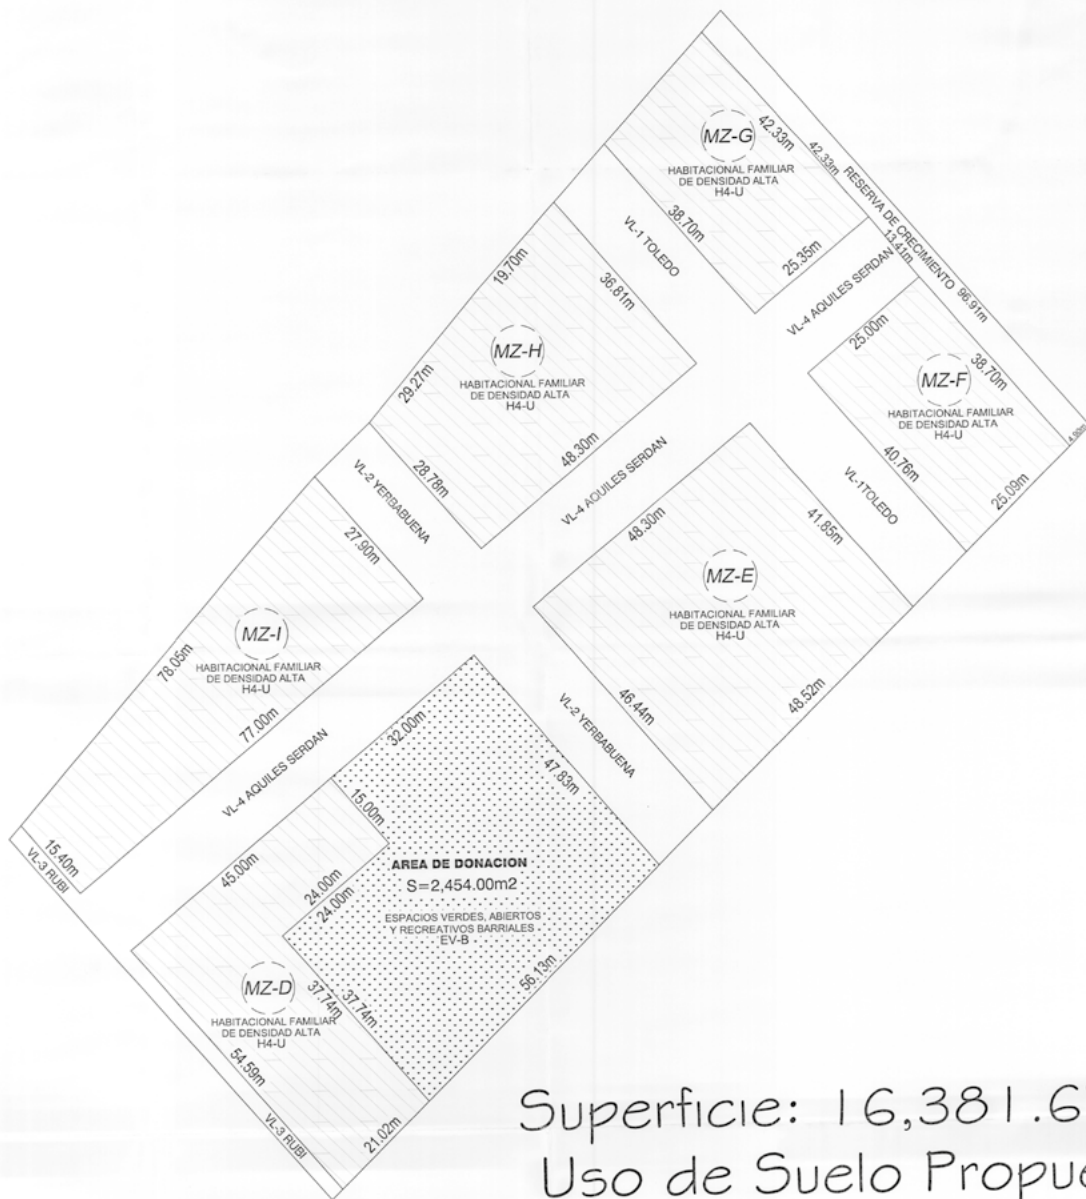 MZ-G
HABITACIONAL FAMILIAR
DE DENSIDAD ALTA
H4-U
42.33m
42.33m
RESERVA DE CRECIMIENTO
96.91m
38.70m
25.35m
13.41m
VL-1 TOLEDO
VL-4 AQUILES SERDAN
19.70m
36.81m
MZ-H
HABITACIONAL FAMILIAR
DE DENSIDAD ALTA
H4-U
29.27m
28.78m
48.30m
25.00m
38.70m
MZ-F
HABITACIONAL FAMILIAR
DE DENSIDAD ALTA
H4-U
40.76m
25.09m
VL-1TOLEDO
VL-2 YERBABUENA
VL-4 AQUILES SERDAN
48.30m
41.85m
MZ-E
HABITACIONAL FAMILIAR
DE DENSIDAD ALTA
H4-U
46.44m
48.52m
27.90m
MZ-I
HABITACIONAL FAMILIAR
DE DENSIDAD ALTA
H4-U
78.05m
77.00m
15.40m
VL-3 RUBI
VL-4 AQUILES SERDAN
VL-2 YERBABUENA
32.00m
47.83m
15.00m
AREA DE DONACION
S=2,454.00m2
ESPACIOS VERDES, ABIERTOS
Y RECREATIVOS BARRIALES
EV-B
56.13m
45.00m
24.00m
24.00m
MZ-D
HABITACIONAL FAMILIAR
DE DENSIDAD ALTA
H4-U
37.74m
37.74m
54.59m
21.02m
VL-3 RUBI
Superficie: 16,381.6
Uso de Suelo Propue